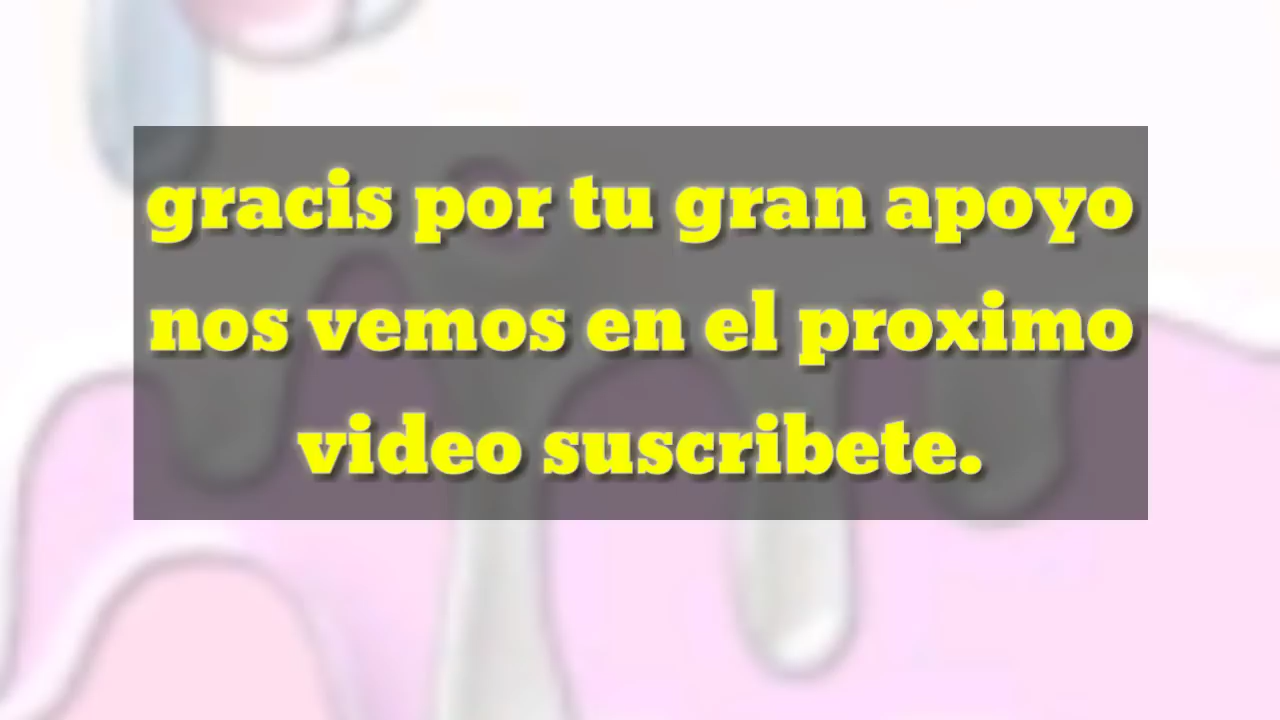 gracis por tu gran apoyo
nos vemos en el proximo
video suscribete.